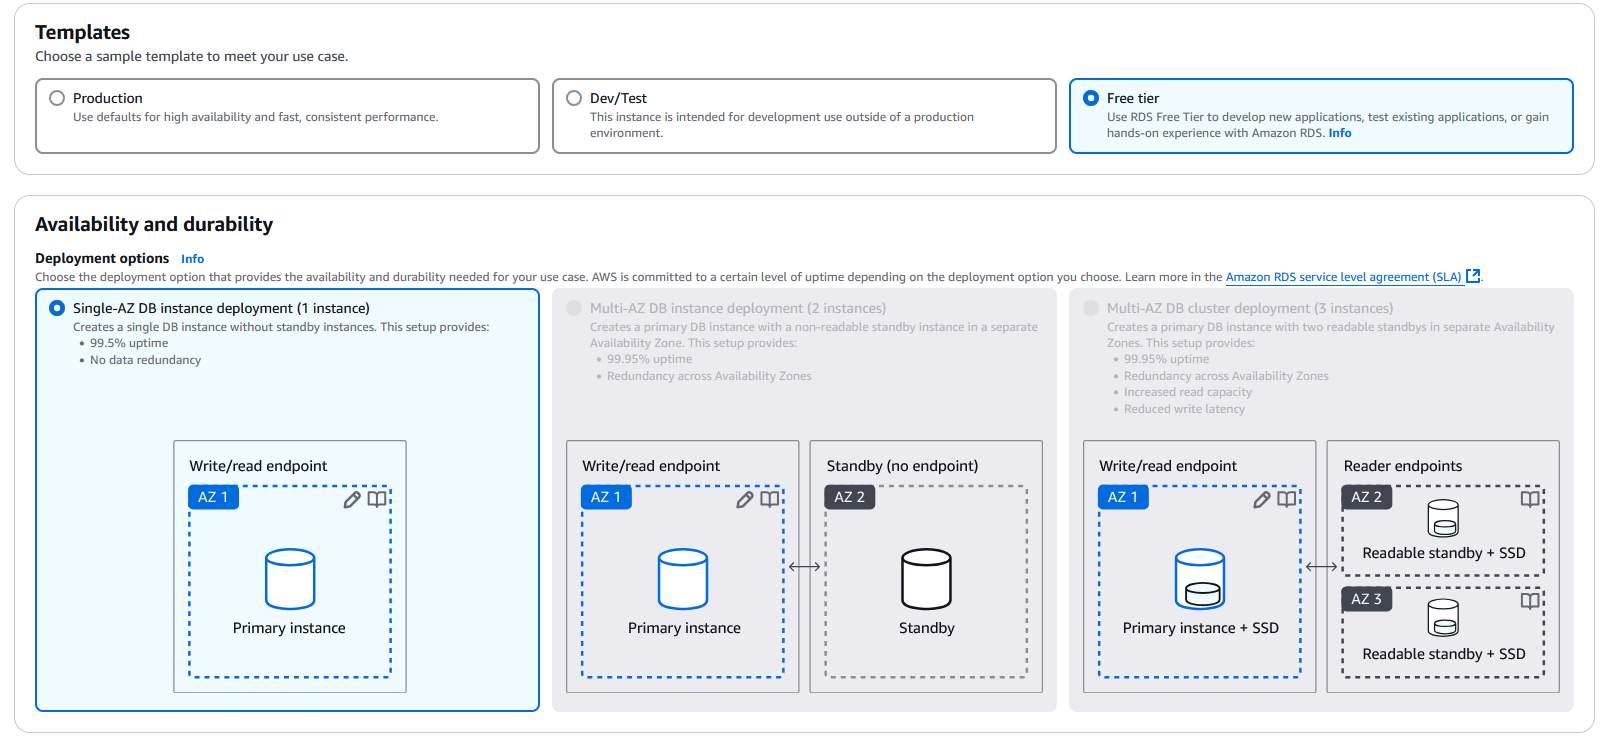 Templates
Choose a sample template to meet your use case.
Production
Use defaults for high availability and fast, consistent performance.
Dev/Test
This instance is intended for development use outside of a production
environment.
Free tier
Use RDS Free Tier to develop new applications, test existing applications, or gain
hands-on experience with Amazon RDS. Info
Availability and durability
Deployment options Info
Choose the deployment option that provides the availability and durability needed for your use case. AWS is committed to a certain level of uptime depending on the deployment option you choose. Learn more in the Amazon RDS service level agreement (SLA).
Single-AZ DB instance deployment (1 instance)
Creates a single DB instance without standby instances. This setup provides:
• 99.5% uptime
• No data redundancy
Write/read endpoint
AZ 1
Primary instance
Multi-AZ DB instance deployment (2 instances)
Creates a primary DB instance with a non-readable standby instance in a separate
Availability Zone. This setup provides:
• 99.95% uptime
• Redundancy across Availability Zones
Write/read endpoint
AZ 1
Primary instance
Standby (no endpoint)
AZ 2
Standby
Multi-AZ DB cluster deployment (3 instances)
Creates a primary DB instance with two readable standbys in separate Availability
Zones. This setup provides:
• 99.95% uptime
• Redundancy across Availability Zones
• Increased read capacity
• Reduced write latency
Write/read endpoint
AZ 1
Primary instance + SSD
Reader endpoints
AZ 2
Readable standby + SSD
AZ 3
Readable standby + SSD